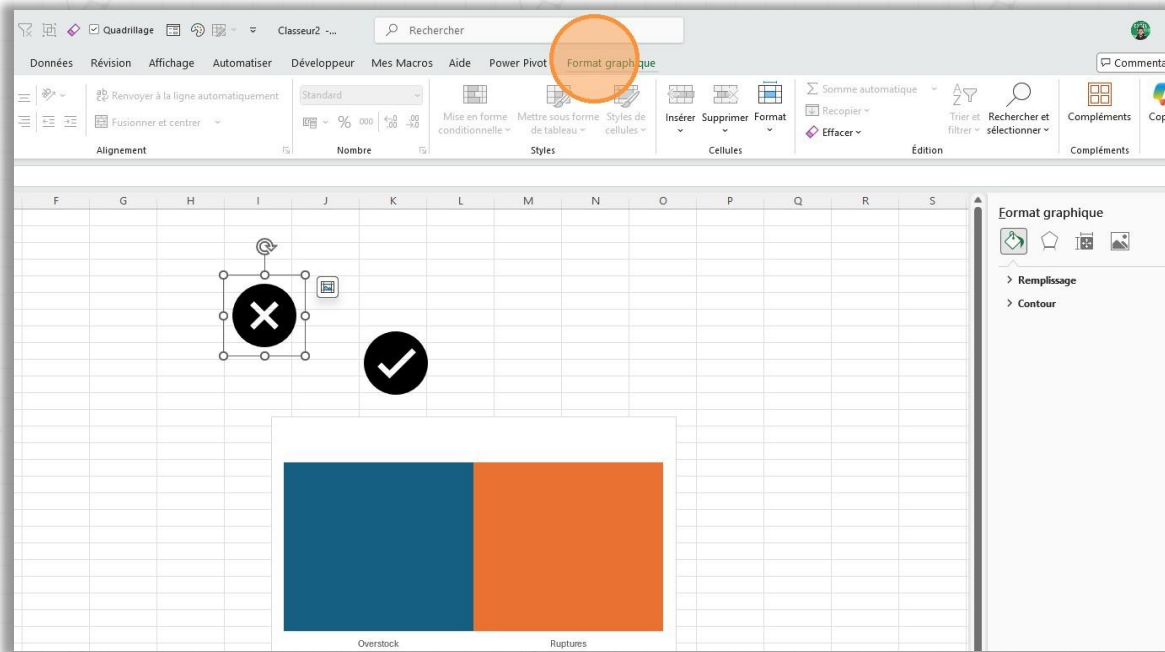 Quadrillage Classeur2 -... Rechercher
Données Révision Affichage Automatiser Développeur Mes Macros Aide Power Pivot Format graphique Commenta
Renvoyer à la ligne automatiquement
Fusionner et centrer
Alignement
Standard
% 000
Nombre
Mise en forme conditionnelle
Mettre sous forme de tableau
Styles de cellules
Styles
Insérer Supprimer Format
Cellules
Somme automatique
Recopier
Effacer
Trier et filtrer
Rechercher et sélectionner
Édition
Compléments
Compléments
Cop
F G H I J K L M N O P Q R S
Format graphique
Remplissage
Contour
Overstock Ruptures